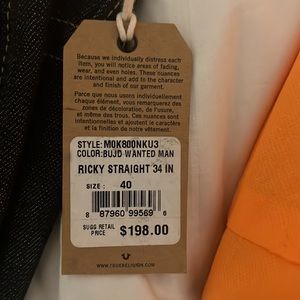 Because we individually distress each
item, you will notice areas of fading,
wear, and even holes. These nuances
are intentional and add to the character
and finish of our garment.
Parce que nous usons individuellement
chaque élément, vous remarquerez
des zones de décoloration, de l'usure,
et même des trous. Ces nuances sont
intentionnelles et ajoutent le caractère
et la finition de notre vêtement.
STYLE: M0K800NKU3
COLOR:BUJD WANTED MAN
RICKY STRAIGHT 34 IN
SIZE: 40
8 87960 99569 6
SUGG RETAIL
PRICE $198.00
www.truereligion.com